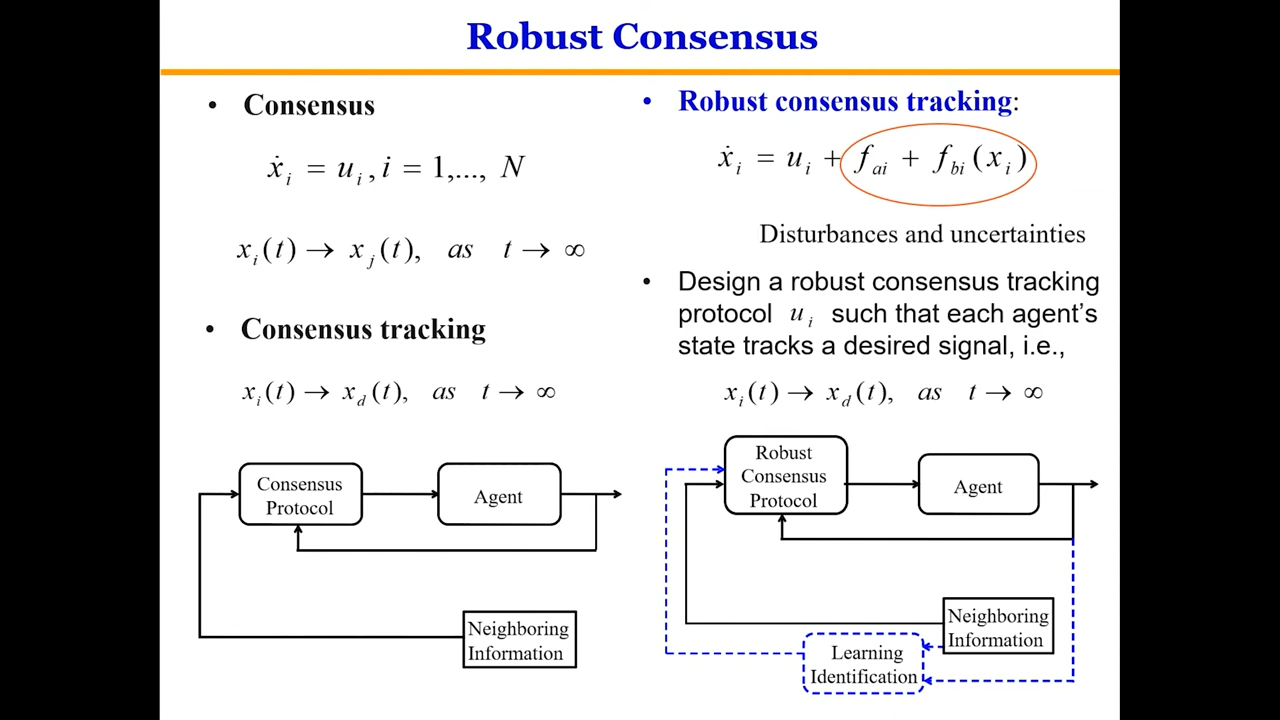 Robust Consensus
• Consensus
ẋ_i = u_i, i = 1,..., N
x_i(t) → x_j(t), as t → ∞
• Consensus tracking
x_i(t) → x_d(t), as t → ∞
Consensus
Protocol
Agent
Neighboring
Information
• Robust consensus tracking:
ẋ_i = u_i + f_ai + f_bi(x_i)
Disturbances and uncertainties
• Design a robust consensus tracking
protocol u_i such that each agent's
state tracks a desired signal, i.e.,
x_i(t) → x_d(t), as t → ∞
Robust
Consensus
Protocol
Agent
Neighboring
Information
Learning
Identification